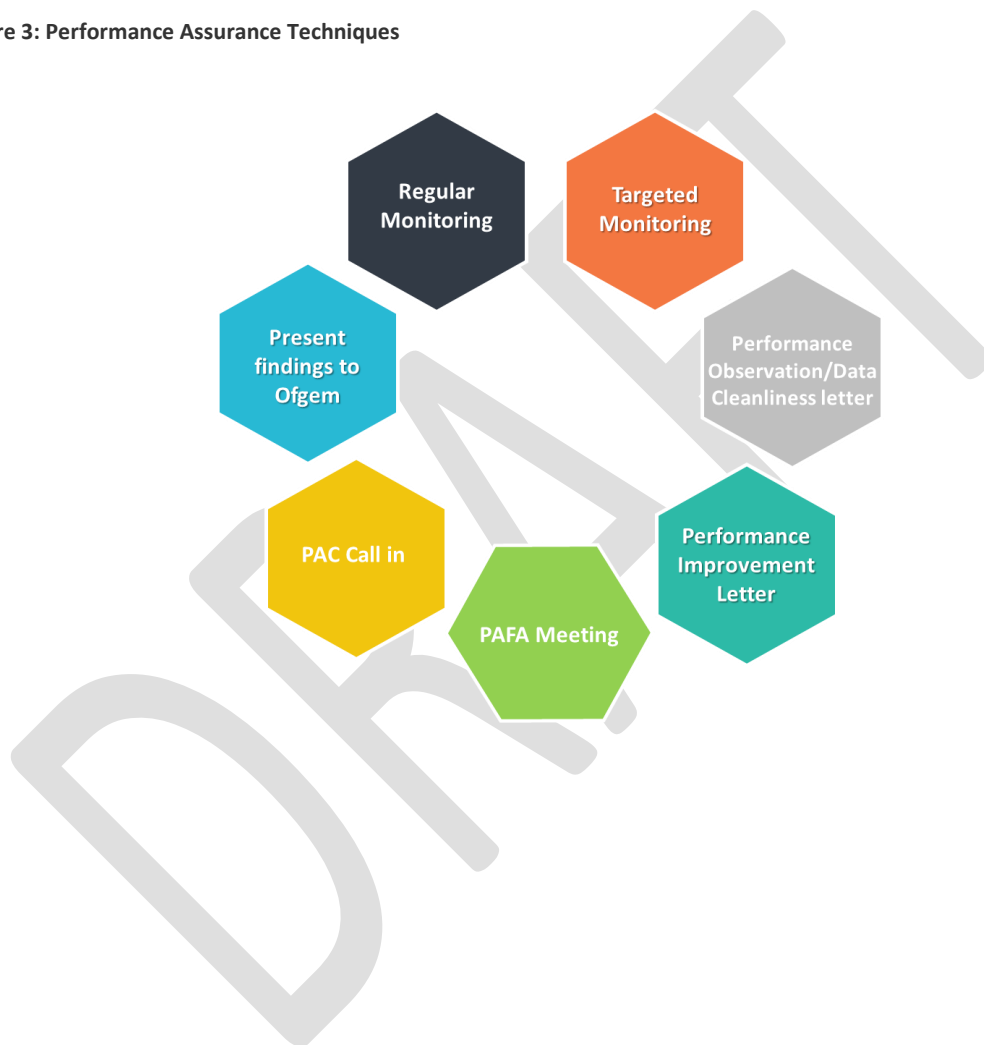 re 3: Performance Assurance Techniques
Regular
Monitoring
Targeted
Monitoring
Performance
Observation/Data
Cleanliness letter
Performance
Improvement
Letter
PAFA Meeting
PAC Call in
Present
findings to
Ofgem
DRAFT